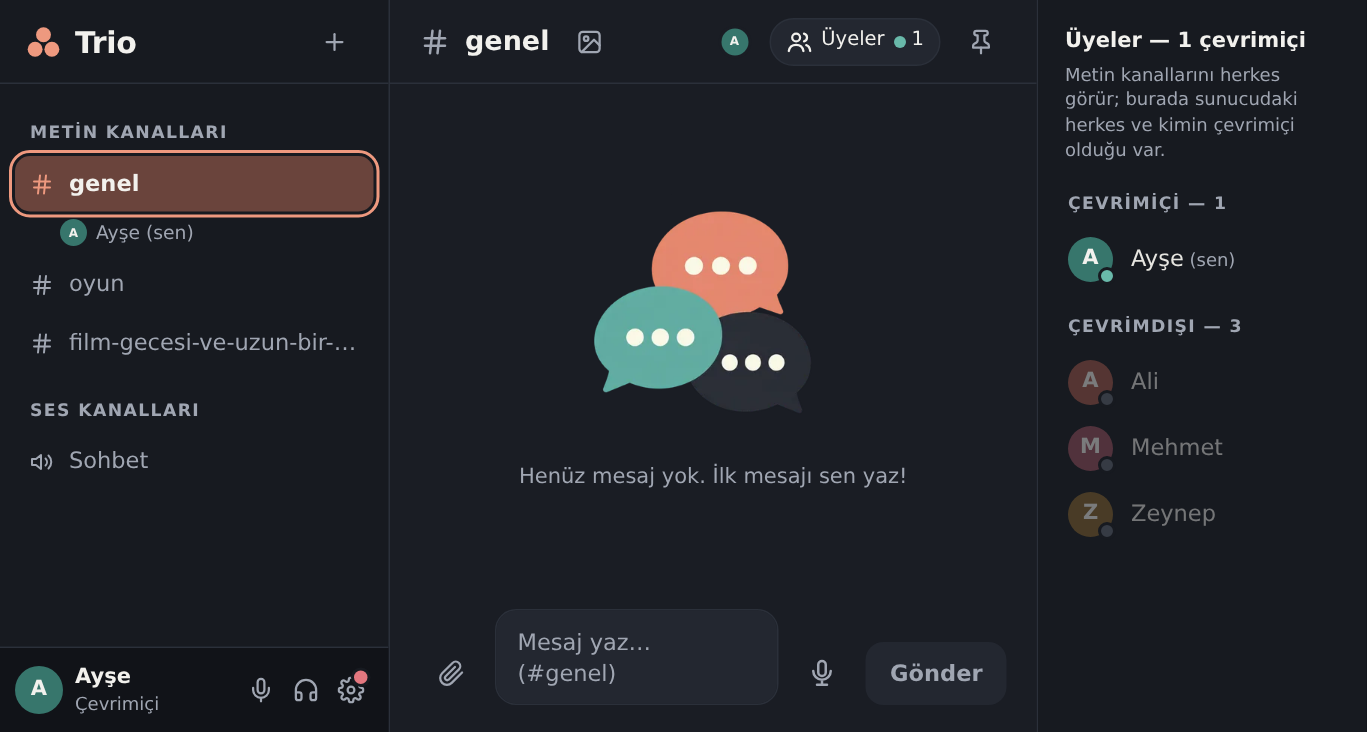 Trio
METİN KANALLARI
# genel
A Ayşe (sen)
# oyun
# film-gecesi-ve-uzun-bir-...
SES KANALLARI
Sohbet
A Ayşe
Çevrimiçi
# genel
A Üyeler 1
Henüz mesaj yok. İlk mesajı sen yaz!
Mesaj yaz...
(#genel)
Gönder
Üyeler — 1 çevrimiçi
Metin kanallarını herkes
görür; burada sunucudaki
herkes ve kimin çevrimiçi
olduğu var.
ÇEVRİMİÇİ — 1
A Ayşe (sen)
ÇEVRİMDIŞI — 3
A Ali
M Mehmet
Z Zeynep